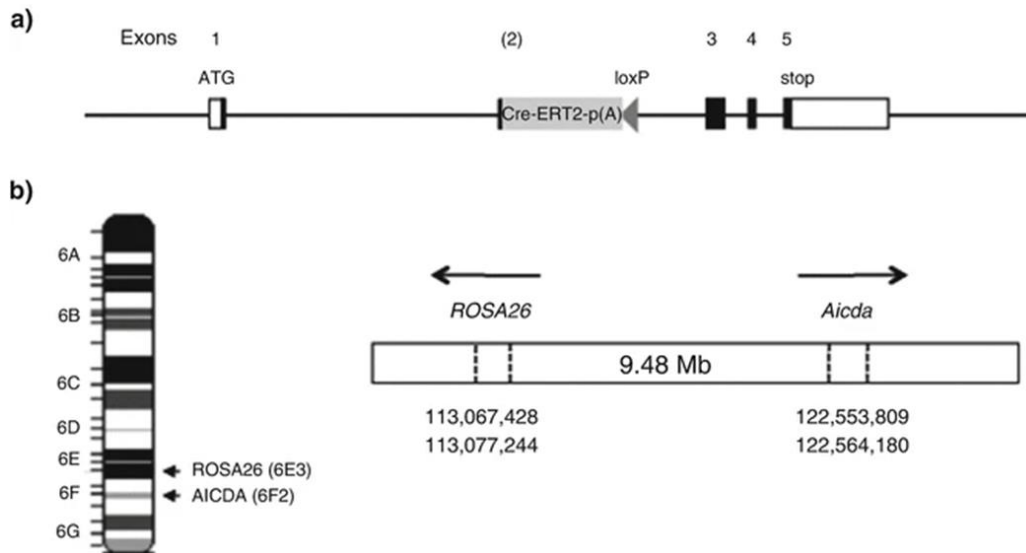 a)
Exons 1 (2) 3 4 5
ATG loxP stop
Cre-ERT2-p(A)
b)
6A
6B
6C
6D
6E
6F
6G
ROSA26 (6E3)
AICDA (6F2)
ROSA26 Aicda
9.48 Mb
113,067,428 122,553,809
113,077,244 122,564,180